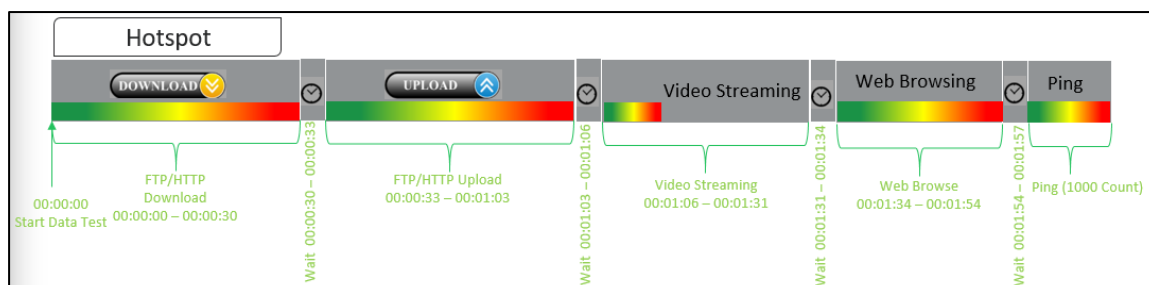 Hotspot
DOWNLOAD
UPLOAD
Video Streaming
Web Browsing
Ping
00:00:00
Start Data Test
FTP/HTTP
Download
00:00:00 – 00:00:30
Wait 00:00:30 – 00:00:33
FTP/HTTP Upload
00:00:33 – 00:01:03
Wait 00:01:03 – 00:01:06
Video Streaming
00:01:06 – 00:01:31
Wait 00:01:31 – 00:01:34
Web Browse
00:01:34 – 00:01:54
Wait 00:01:54 – 00:01:57
Ping (1000 Count)